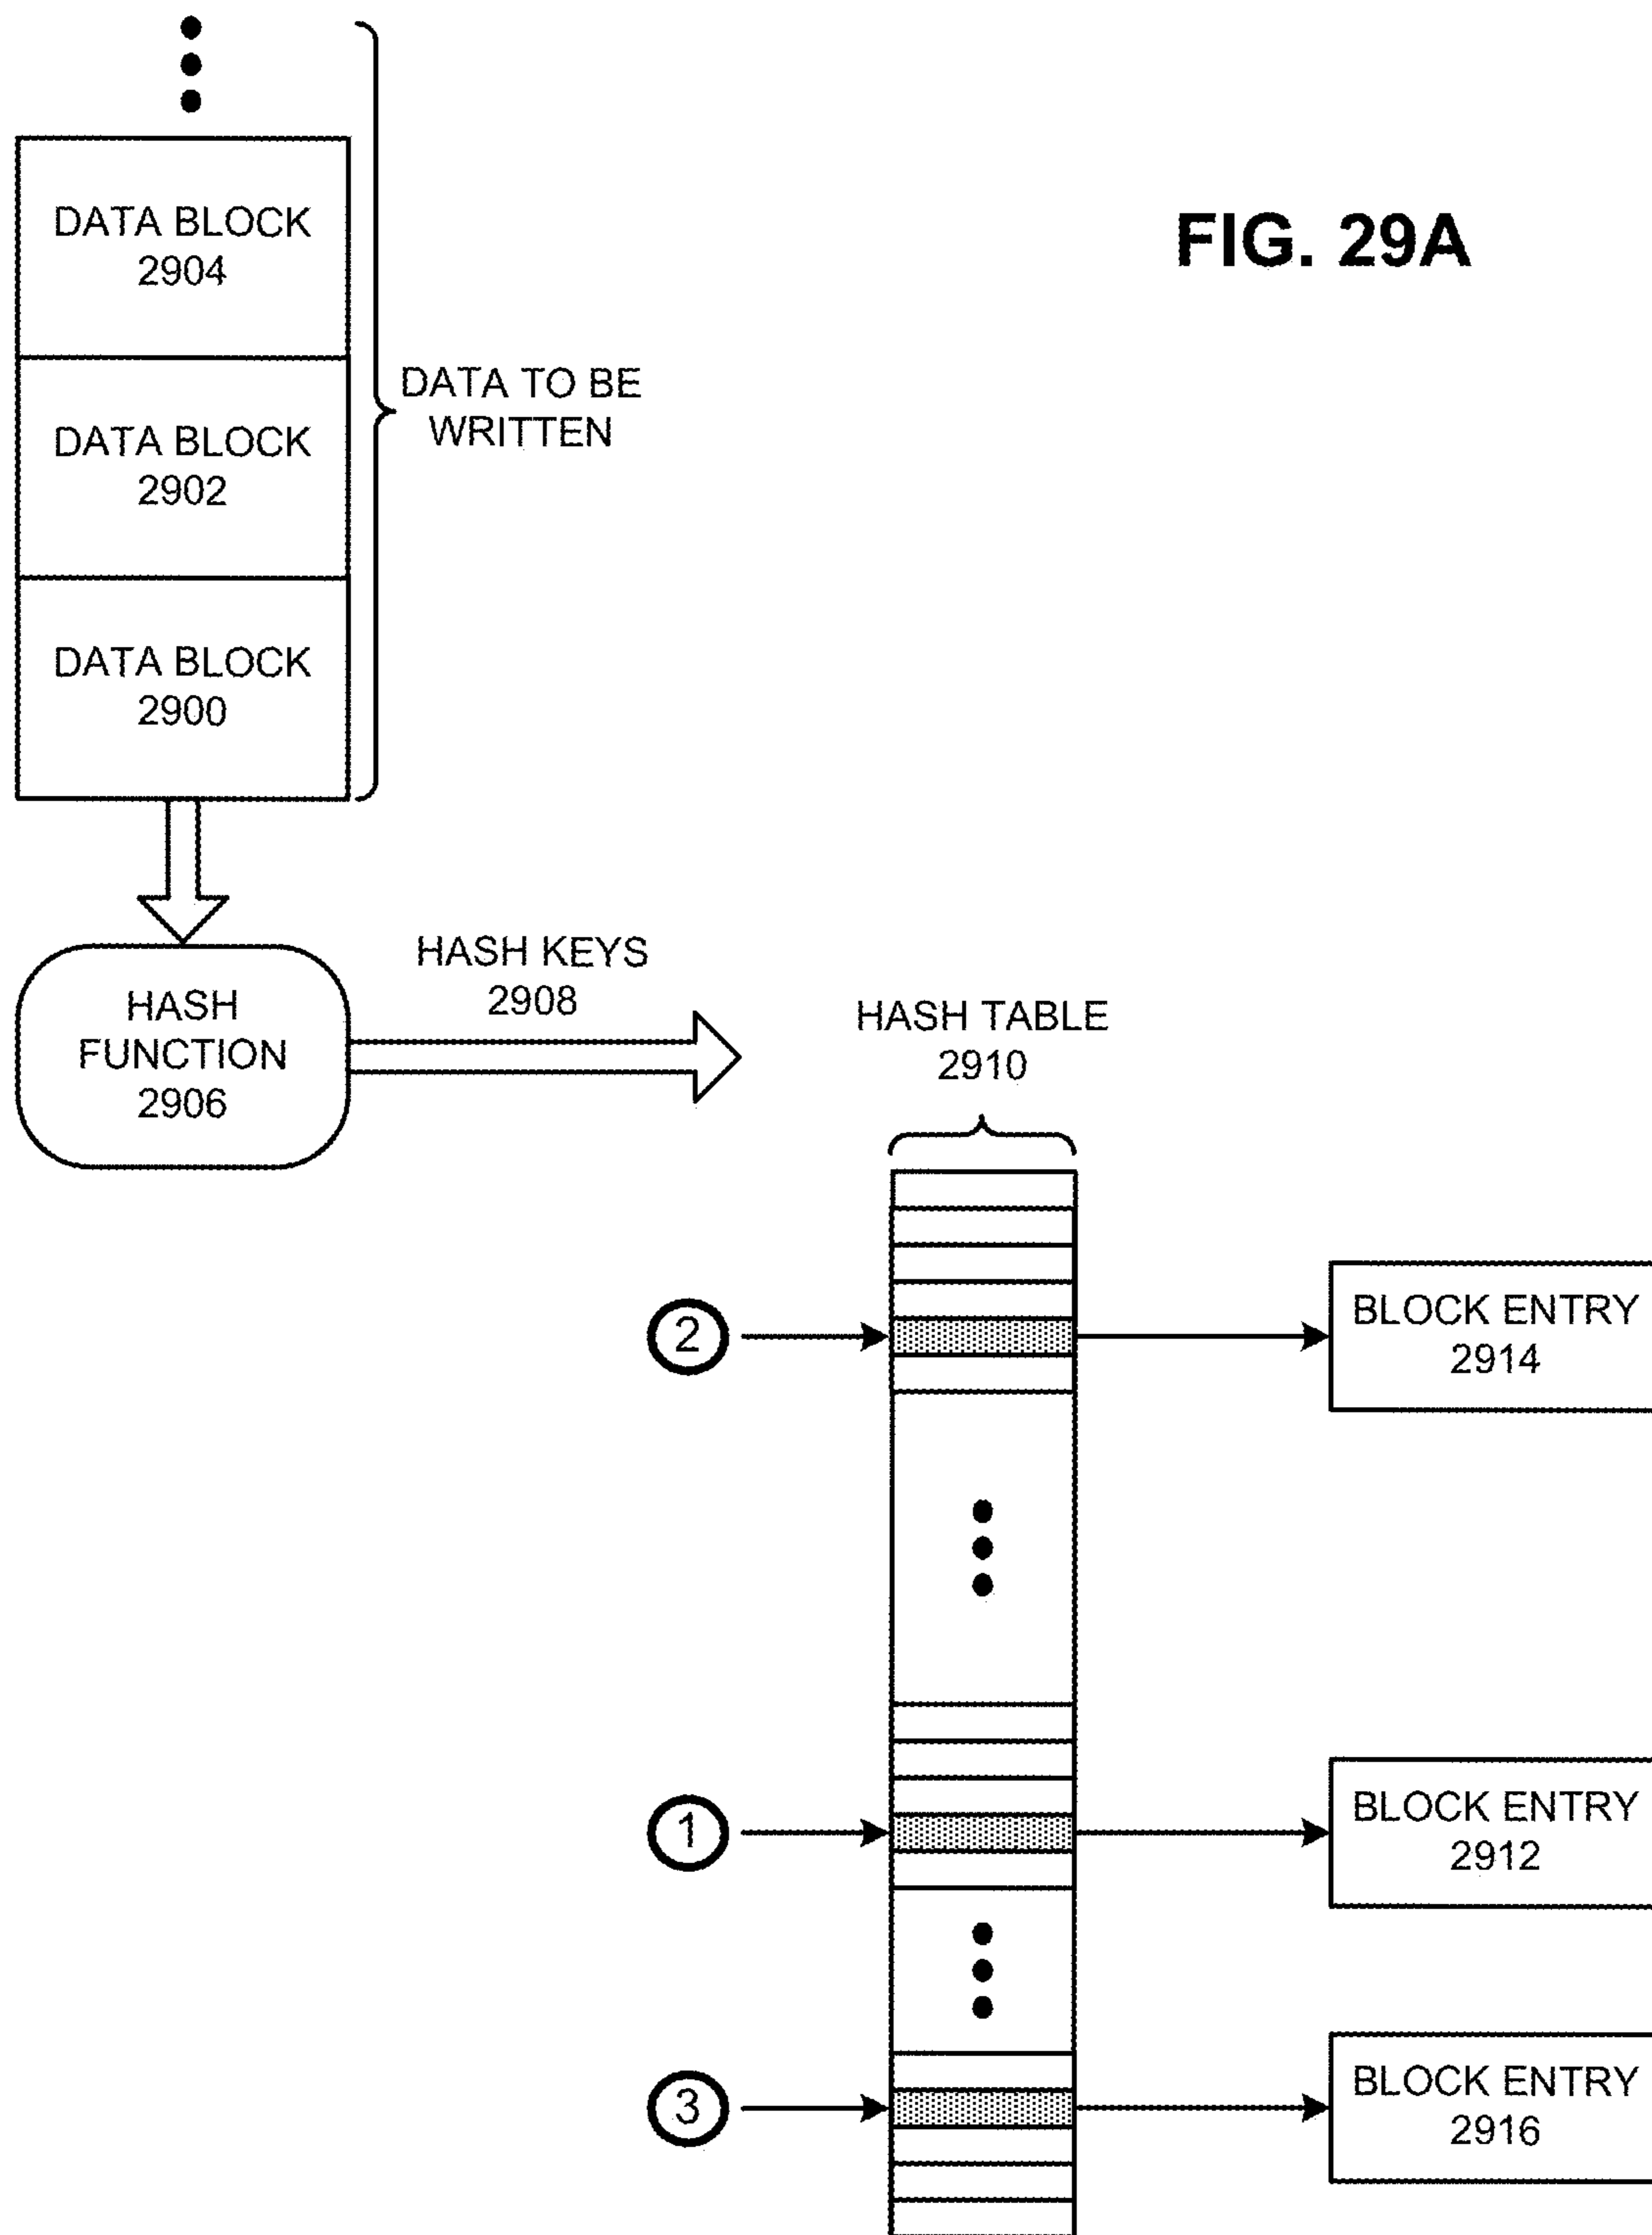 FIG. 29A
DATA BLOCK
2904
DATA BLOCK
2902
DATA BLOCK
2900
DATA TO BE
WRITTEN
HASH
FUNCTION
2906
HASH KEYS
2908
HASH TABLE
2910
2
BLOCK ENTRY
2914
1
BLOCK ENTRY
2912
3
BLOCK ENTRY
2916